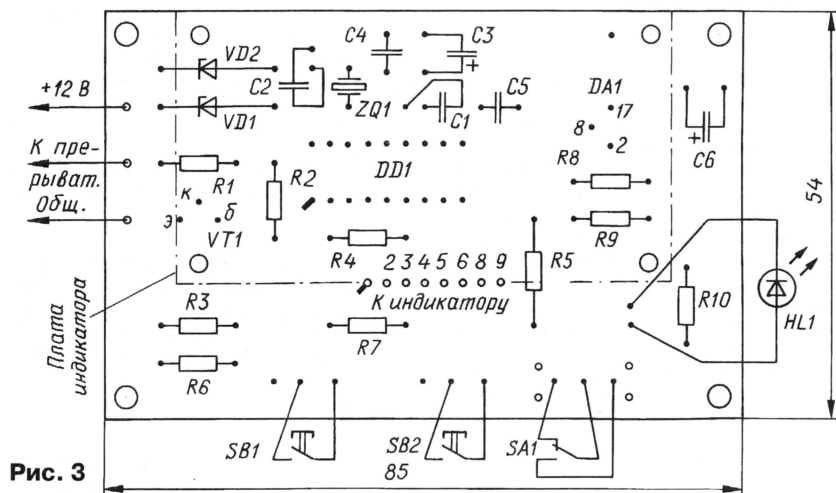 C4
C3
VD2
C2
+
+12 В
VD1
ZQ1
C1
C5
DA1
17
8
2
+
C6
К пре-
рыват.
Общ.
R1
R2
DD1
R8
54
к
э
б
VT1
R4
R9
R5
2 3 4 5 6 8 9
К индикатору
R10
HL1
Плата
индикатора
R3
R7
R6
SB1
SB2
SA1
Рис. 3
85